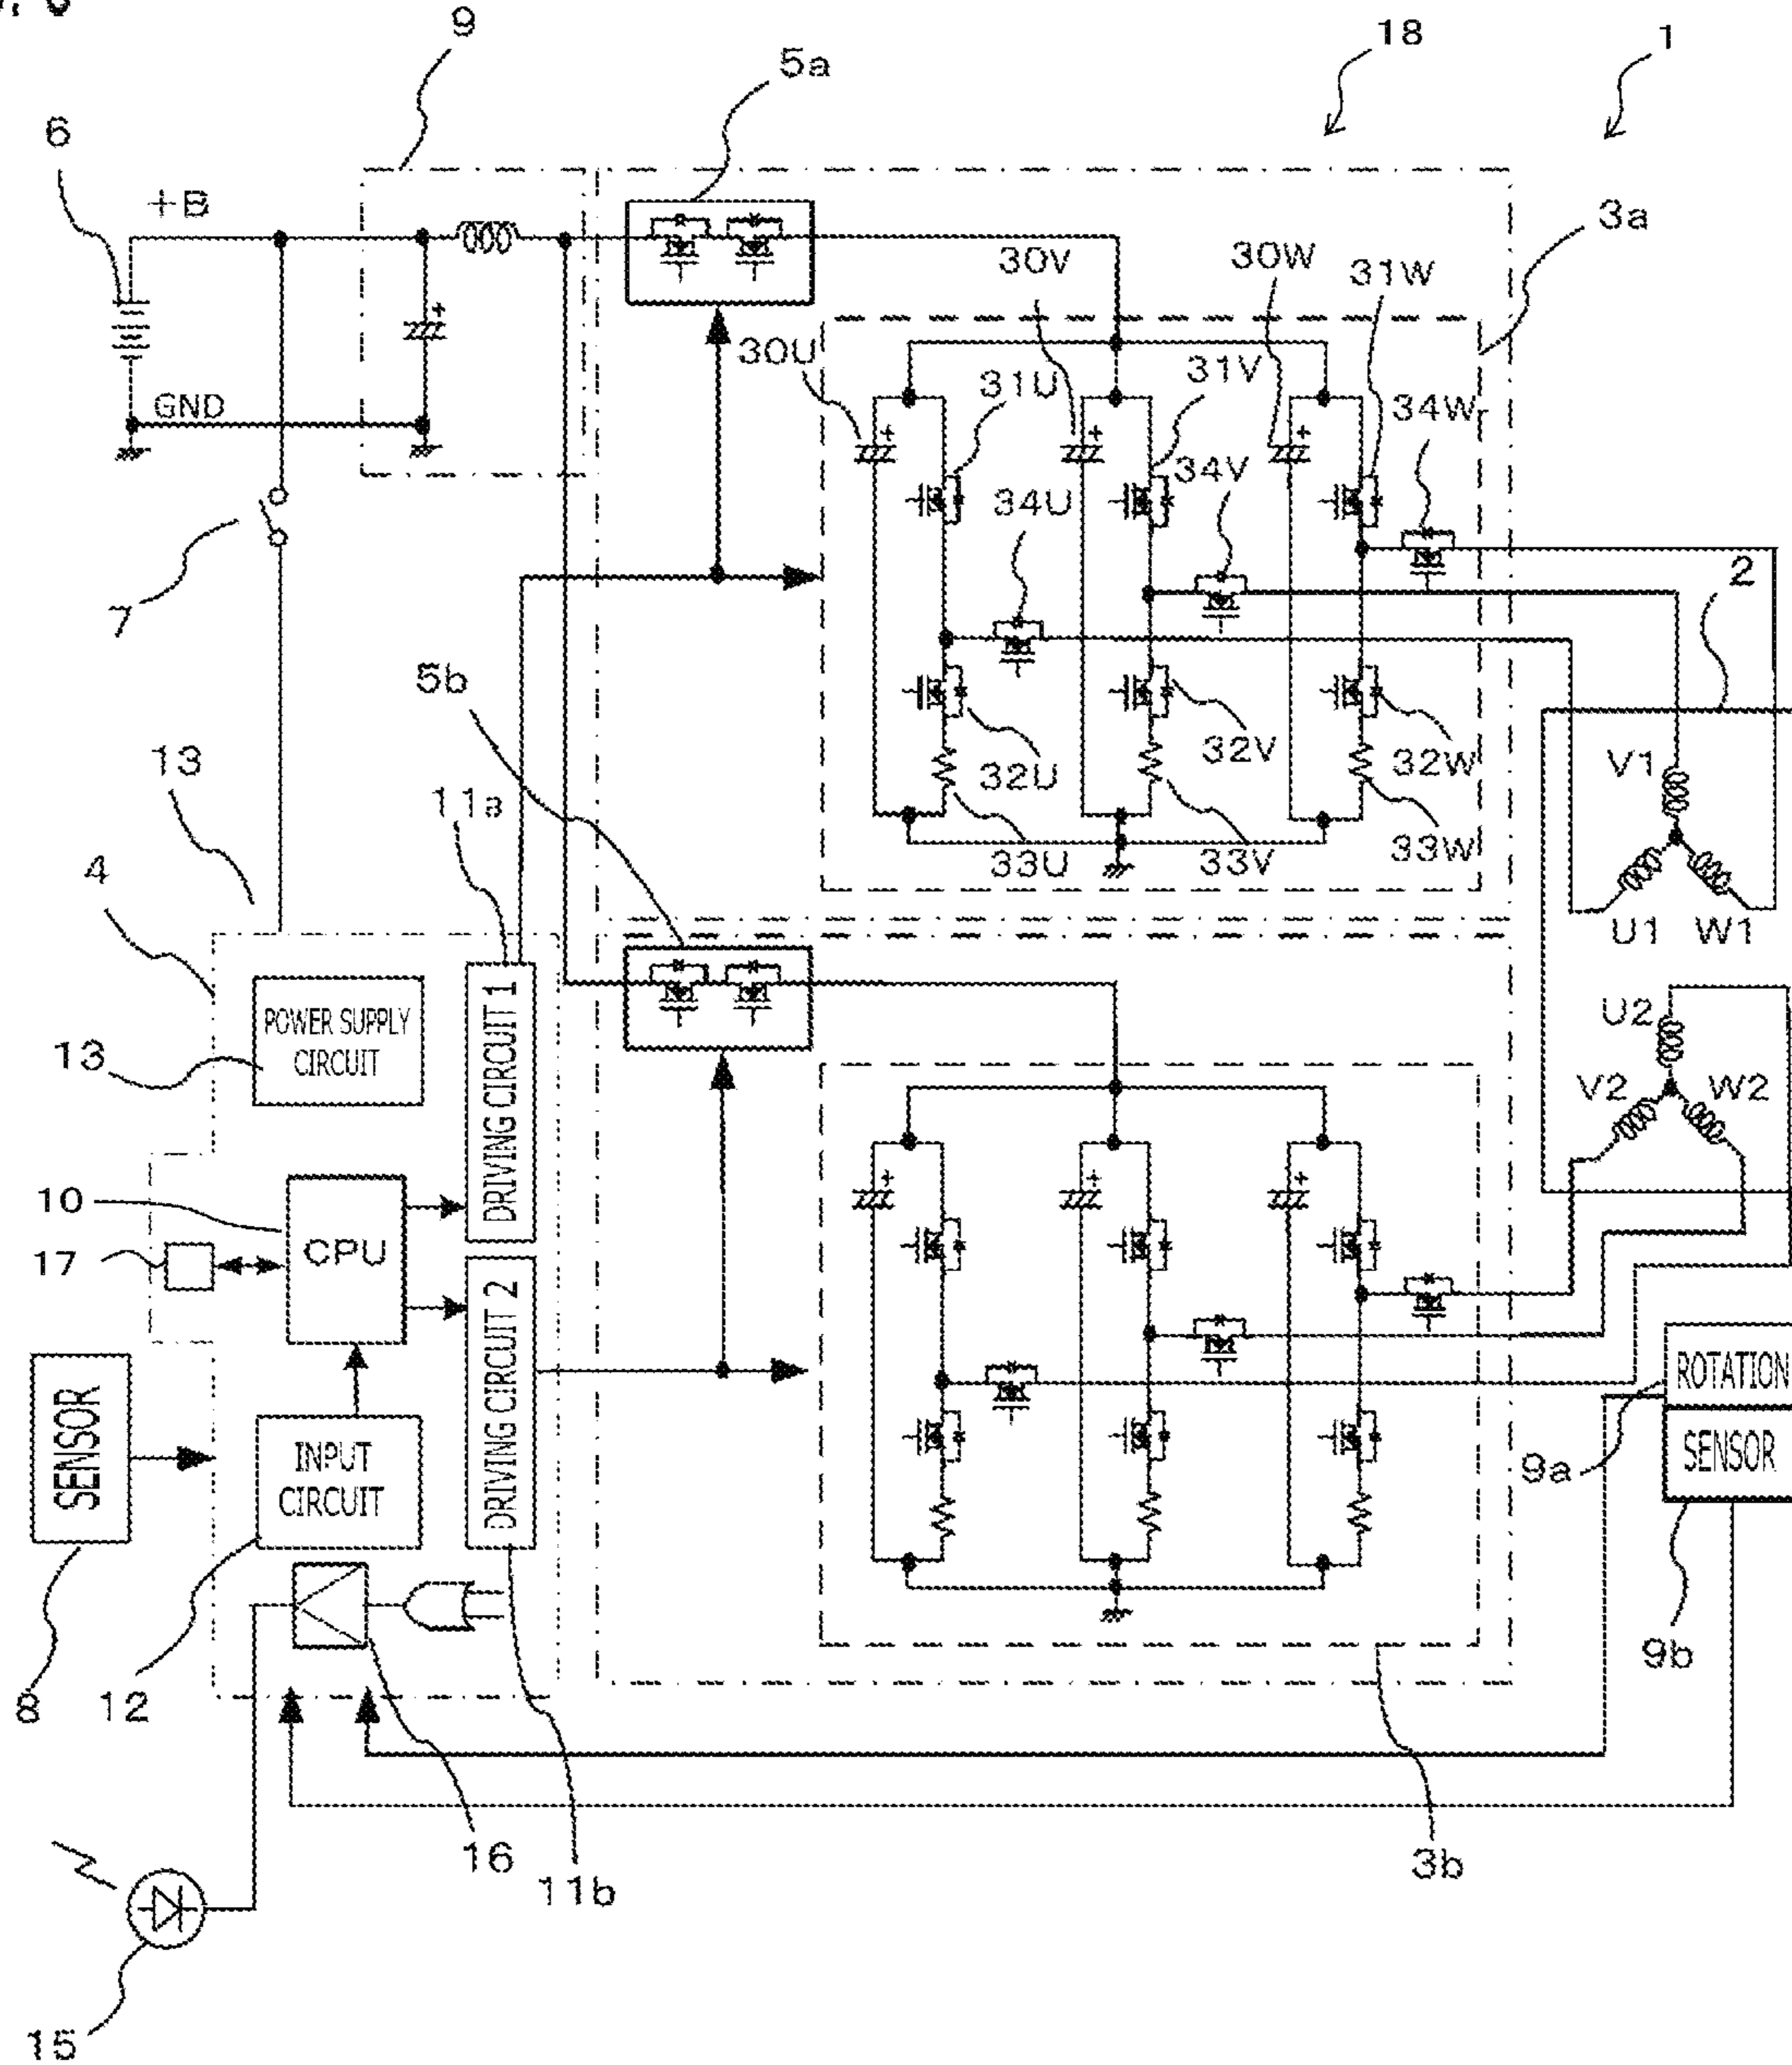 9
18
1
5a
6
+B
3a
30V
30W
31W
30U
31U
31V
34W
GND
34U
34V
7
2
5b
32U
32V
32W
V1
13
11a
33U
33V
33W
4
U1
W1
POWER SUPPLY
CIRCUIT
DRIVING CIRCUIT 1
U2
13
V2
W2
10
CPU
17
DRIVING CIRCUIT 2
SENSOR
INPUT
CIRCUIT
ROTATION
SENSOR
9a
9b
8
12
16
11b
3b
15